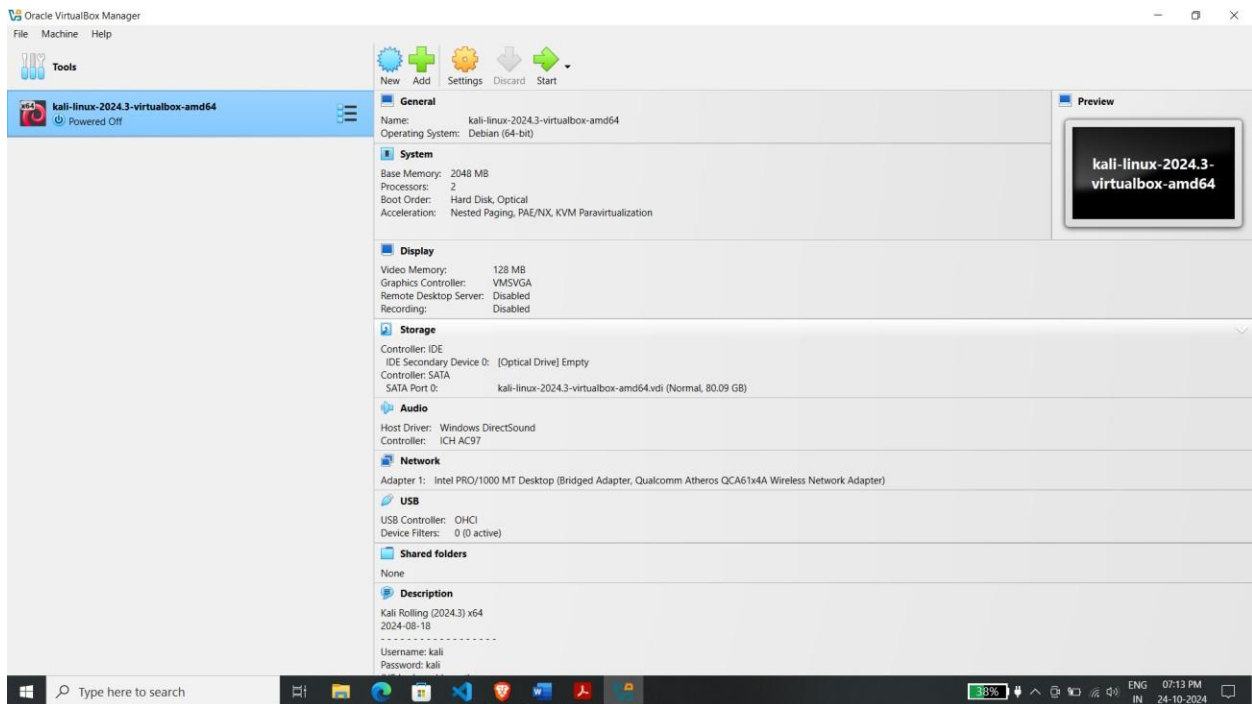 Oracle VirtualBox Manager
File Machine Help
Tools
New Add Settings Discard Start
x64
kali-linux-2024.3-virtualbox-amd64
Powered Off
General
Name: kali-linux-2024.3-virtualbox-amd64
Operating System: Debian (64-bit)
Preview
kali-linux-2024.3-
virtualbox-amd64
System
Base Memory: 2048 MB
Processors: 2
Boot Order: Hard Disk, Optical
Acceleration: Nested Paging, PAE/NX, KVM Paravirtualization
Display
Video Memory: 128 MB
Graphics Controller: VMSVGA
Remote Desktop Server: Disabled
Recording: Disabled
Storage
Controller: IDE
IDE Secondary Device 0: [Optical Drive] Empty
Controller: SATA
SATA Port 0: kali-linux-2024.3-virtualbox-amd64.vdi (Normal, 80.09 GB)
Audio
Host Driver: Windows DirectSound
Controller: ICH AC97
Network
Adapter 1: Intel PRO/1000 MT Desktop (Bridged Adapter, Qualcomm Atheros QCA61x4A Wireless Network Adapter)
USB
USB Controller: OHCI
Device Filters: 0 (0 active)
Shared folders
None
Description
Kali Rolling (2024.3) x64
2024-08-18
- - - - - - - - - - - - - - - - - -
Username: kali
Password: kali
Type here to search
38%
ENG
IN
07:13 PM
24-10-2024